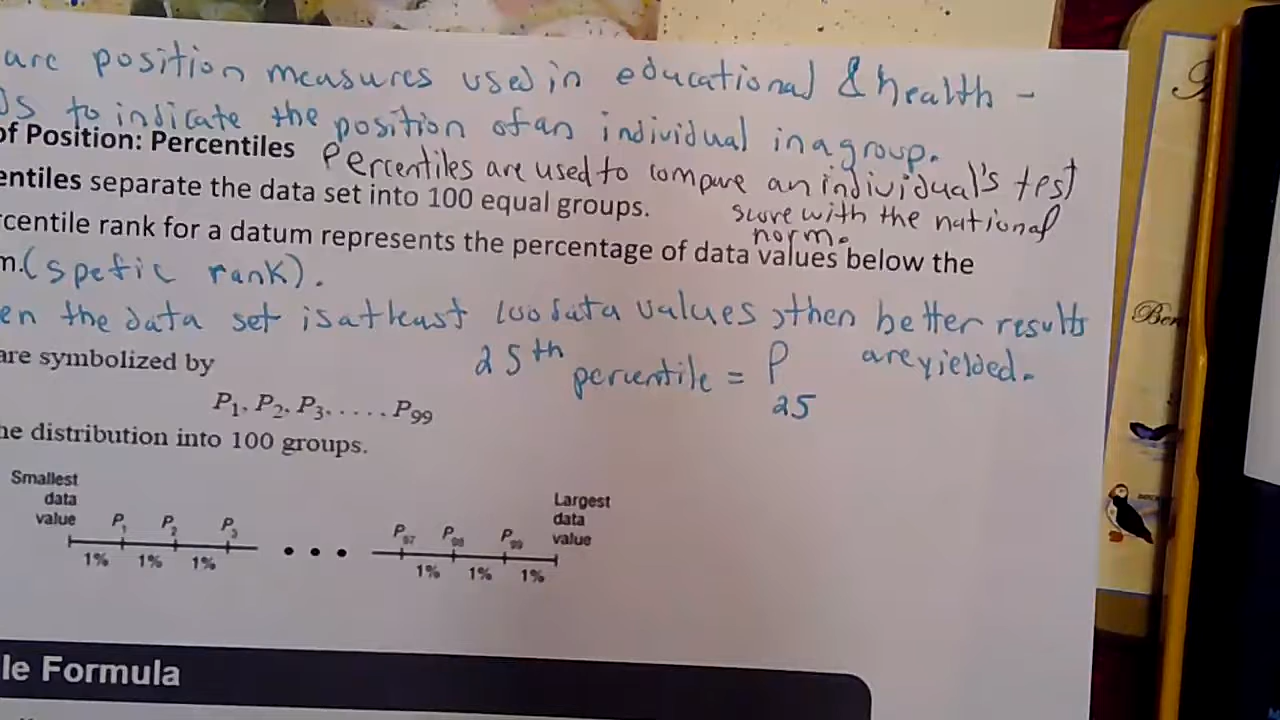 are position measures used in educational & health -
to indicate the position of an individual in a group.
of Position: Percentiles Percentiles are used to compare an individual's test
score with the national
norm.
entiles separate the data set into 100 equal groups.
rcentile rank for a datum represents the percentage of data values below the
m. (spefic rank).
en the data set is at least 100 data values, then better results
are yielded.
are symbolized by 25th percentile = P
25
P1, P2, P3, ..... P99
he distribution into 100 groups.
Smallest
data
value
P1 P2 P3 ... P97 P98 P99
Largest
data
value
1% 1% 1% 1% 1% 1%
le Formula